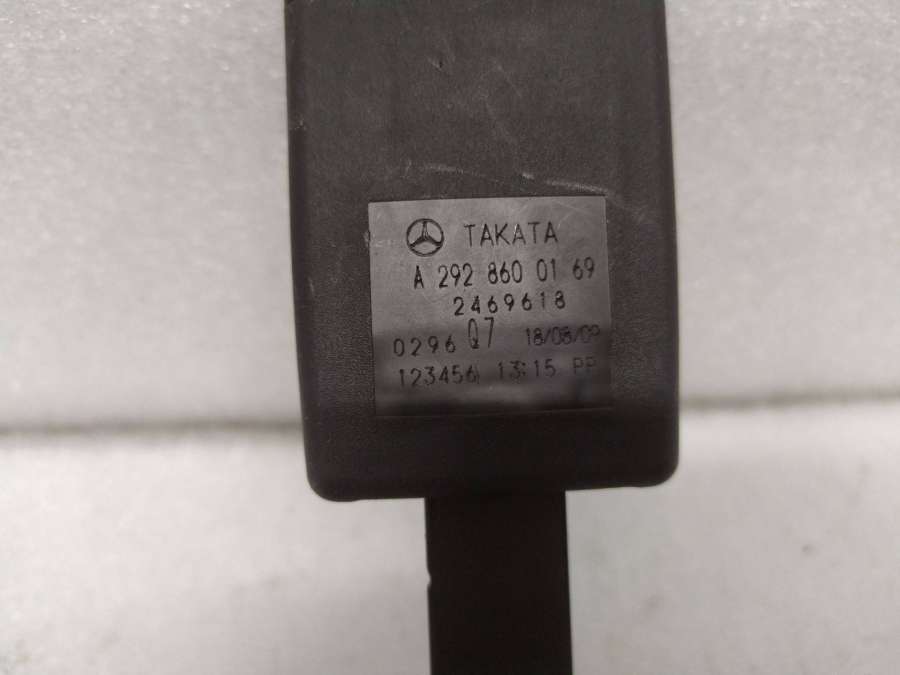 TAKATA
A 292 860 01 69
2469618
0296 Q7 18/08/09
123456 13:15 PP